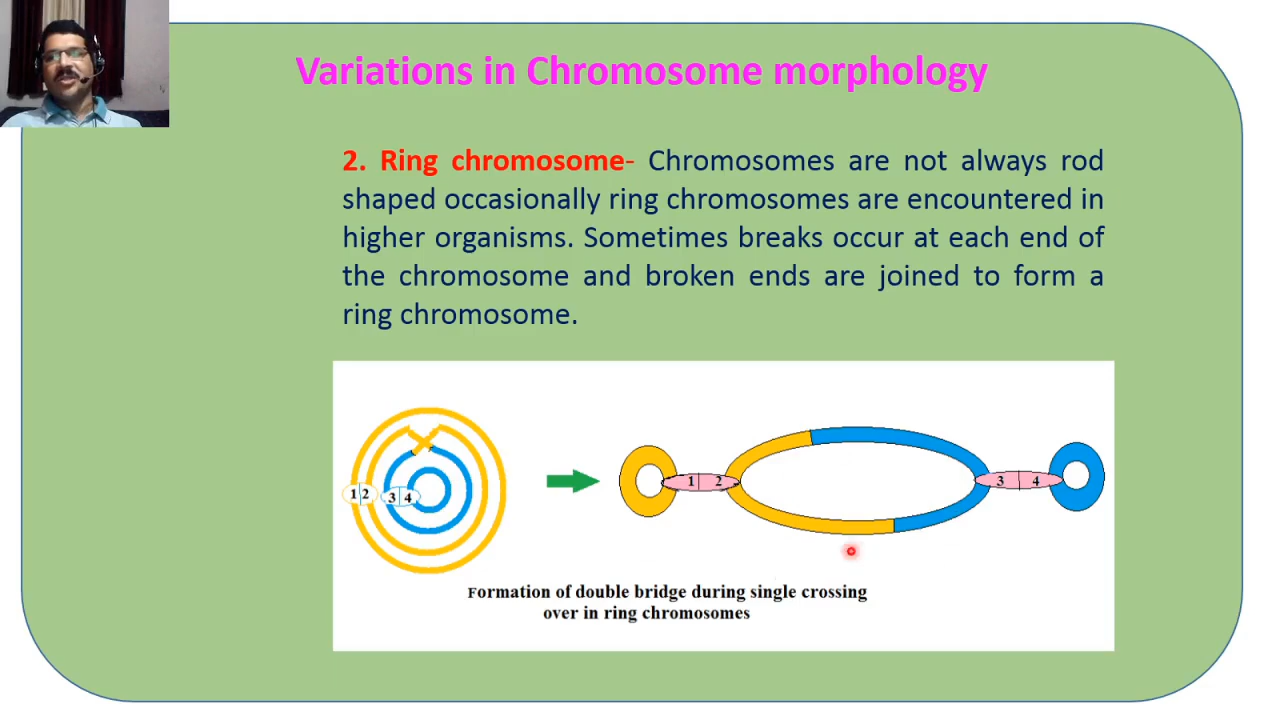 Variations in Chromosome morphology
2. Ring chromosome- Chromosomes are not always rod
shaped occasionally ring chromosomes are encountered in
higher organisms. Sometimes breaks occur at each end of
the chromosome and broken ends are joined to form a
ring chromosome.
1 2 3 4
1 2 3 4
Formation of double bridge during single crossing
over in ring chromosomes